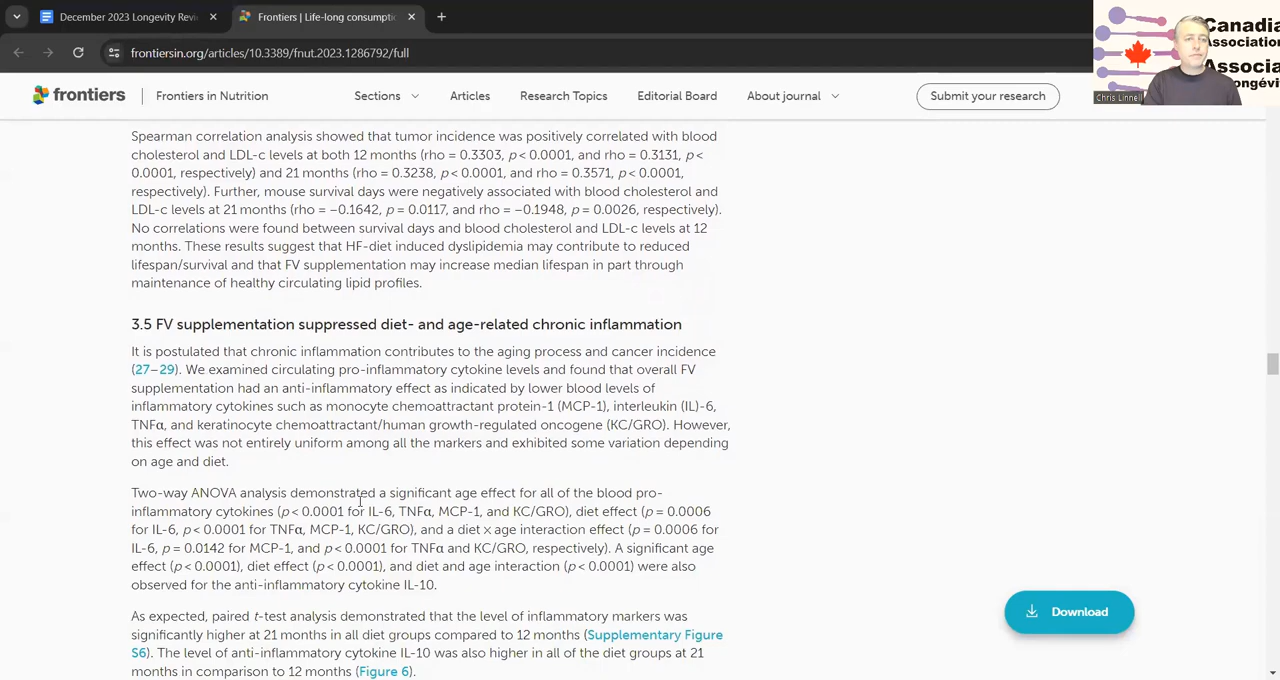 December 2023 Longevity Revi
Frontiers | Life-long consumptio
frontiersin.org/articles/10.3389/fnut.2023.1286792/full
Canadia
Association
Associa
ongévi
Chris Linnell
frontiers
Frontiers in Nutrition
Sections
Articles
Research Topics
Editorial Board
About journal
Submit your research
Spearman correlation analysis showed that tumor incidence was positively correlated with blood
cholesterol and LDL-c levels at both 12 months (rho = 0.3303, p < 0.0001, and rho = 0.3131, p <
0.0001, respectively) and 21 months (rho = 0.3238, p < 0.0001, and rho = 0.3571, p < 0.0001,
respectively). Further, mouse survival days were negatively associated with blood cholesterol and
LDL-c levels at 21 months (rho = −0.1642, p = 0.0117, and rho = −0.1948, p = 0.0026, respectively).
No correlations were found between survival days and blood cholesterol and LDL-c levels at 12
months. These results suggest that HF-diet induced dyslipidemia may contribute to reduced
lifespan/survival and that FV supplementation may increase median lifespan in part through
maintenance of healthy circulating lipid profiles.
3.5 FV supplementation suppressed diet- and age-related chronic inflammation
It is postulated that chronic inflammation contributes to the aging process and cancer incidence
(27–29). We examined circulating pro-inflammatory cytokine levels and found that overall FV
supplementation had an anti-inflammatory effect as indicated by lower blood levels of
inflammatory cytokines such as monocyte chemoattractant protein-1 (MCP-1), interleukin (IL)-6,
TNFα, and keratinocyte chemoattractant/human growth-regulated oncogene (KC/GRO). However,
this effect was not entirely uniform among all the markers and exhibited some variation depending
on age and diet.
Two-way ANOVA analysis demonstrated a significant age effect for all of the blood pro-
inflammatory cytokines (p < 0.0001 for IL-6, TNFα, MCP-1, and KC/GRO), diet effect (p = 0.0006
for IL-6, p < 0.0001 for TNFα, MCP-1, KC/GRO), and a diet × age interaction effect (p = 0.0006 for
IL-6, p = 0.0142 for MCP-1, and p < 0.0001 for TNFα and KC/GRO, respectively). A significant age
effect (p < 0.0001), diet effect (p < 0.0001), and diet and age interaction (p < 0.0001) were also
observed for the anti-inflammatory cytokine IL-10.
As expected, paired t-test analysis demonstrated that the level of inflammatory markers was
significantly higher at 21 months in all diet groups compared to 12 months (Supplementary Figure
S6). The level of anti-inflammatory cytokine IL-10 was also higher in all of the diet groups at 21
months in comparison to 12 months (Figure 6).
Download